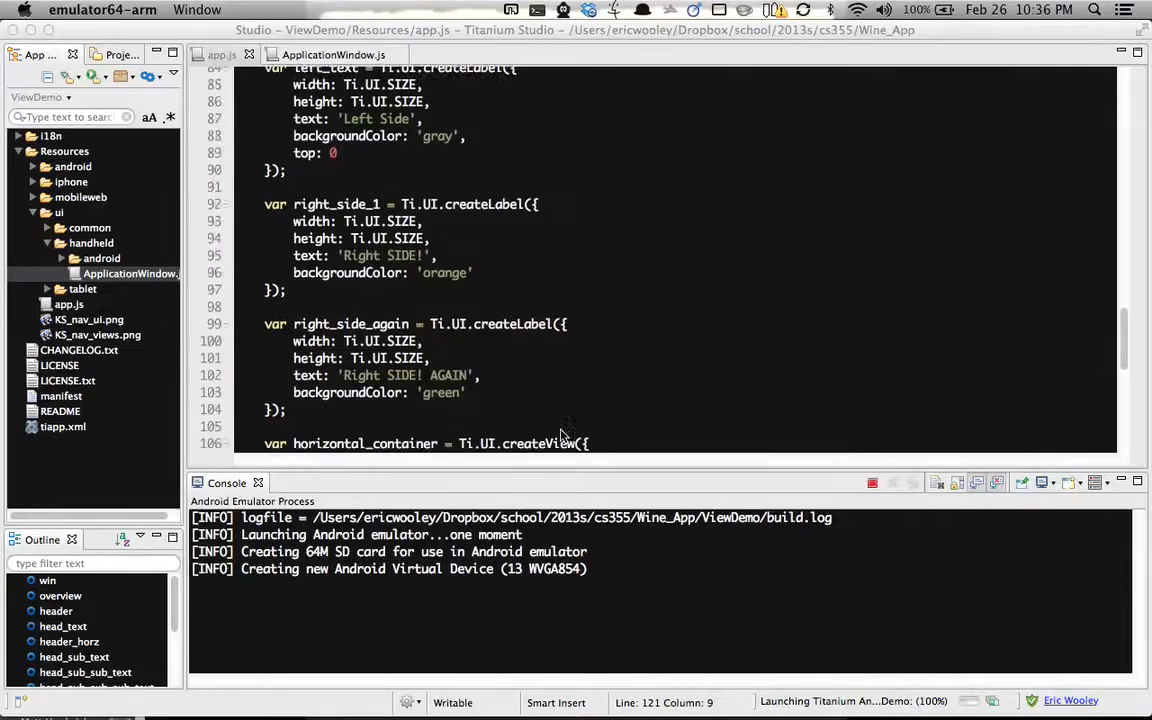 emulator64-arm Window 100% Feb 26 10:36 PM
Studio - ViewDemo/Resources/app.js - Titanium Studio - /Users/ericwooley/Dropbox/school/2013s/cs355/Wine_App
App ... Proje...
app.js ApplicationWindow.js
ViewDemo
Type text to searc
aA .*
i18n
Resources
android
iphone
mobileweb
ui
common
handheld
android
ApplicationWindow.j
tablet
app.js
KS_nav_ui.png
KS_nav_views.png
CHANGELOG.txt
LICENSE
LICENSE.txt
manifest
README
tiapp.xml
84 var left_text = Ti.UI.createLabel({
85 width: Ti.UI.SIZE,
86 height: Ti.UI.SIZE,
87 text: 'Left Side',
88 backgroundColor: 'gray',
89 top: 0
90 });
91
92 var right_side_1 = Ti.UI.createLabel({
93 width: Ti.UI.SIZE,
94 height: Ti.UI.SIZE,
95 text: 'Right SIDE!',
96 backgroundColor: 'orange'
97 });
98
99 var right_side_again = Ti.UI.createLabel({
100 width: Ti.UI.SIZE,
101 height: Ti.UI.SIZE,
102 text: 'Right SIDE! AGAIN',
103 backgroundColor: 'green'
104 });
105
106 var horizontal_container = Ti.UI.createView({
Console
Android Emulator Process
[INFO] logfile = /Users/ericwooley/Dropbox/school/2013s/cs355/Wine_App/ViewDemo/build.log
[INFO] Launching Android emulator...one moment
[INFO] Creating 64M SD card for use in Android emulator
[INFO] Creating new Android Virtual Device (13 WVGA854)
Outline
type filter text
win
overview
header
head_text
header_horz
head_sub_text
head_sub_sub_text
Writable Smart Insert Line: 121 Column: 9 Launching Titanium An...Demo: (100%) Eric Wooley